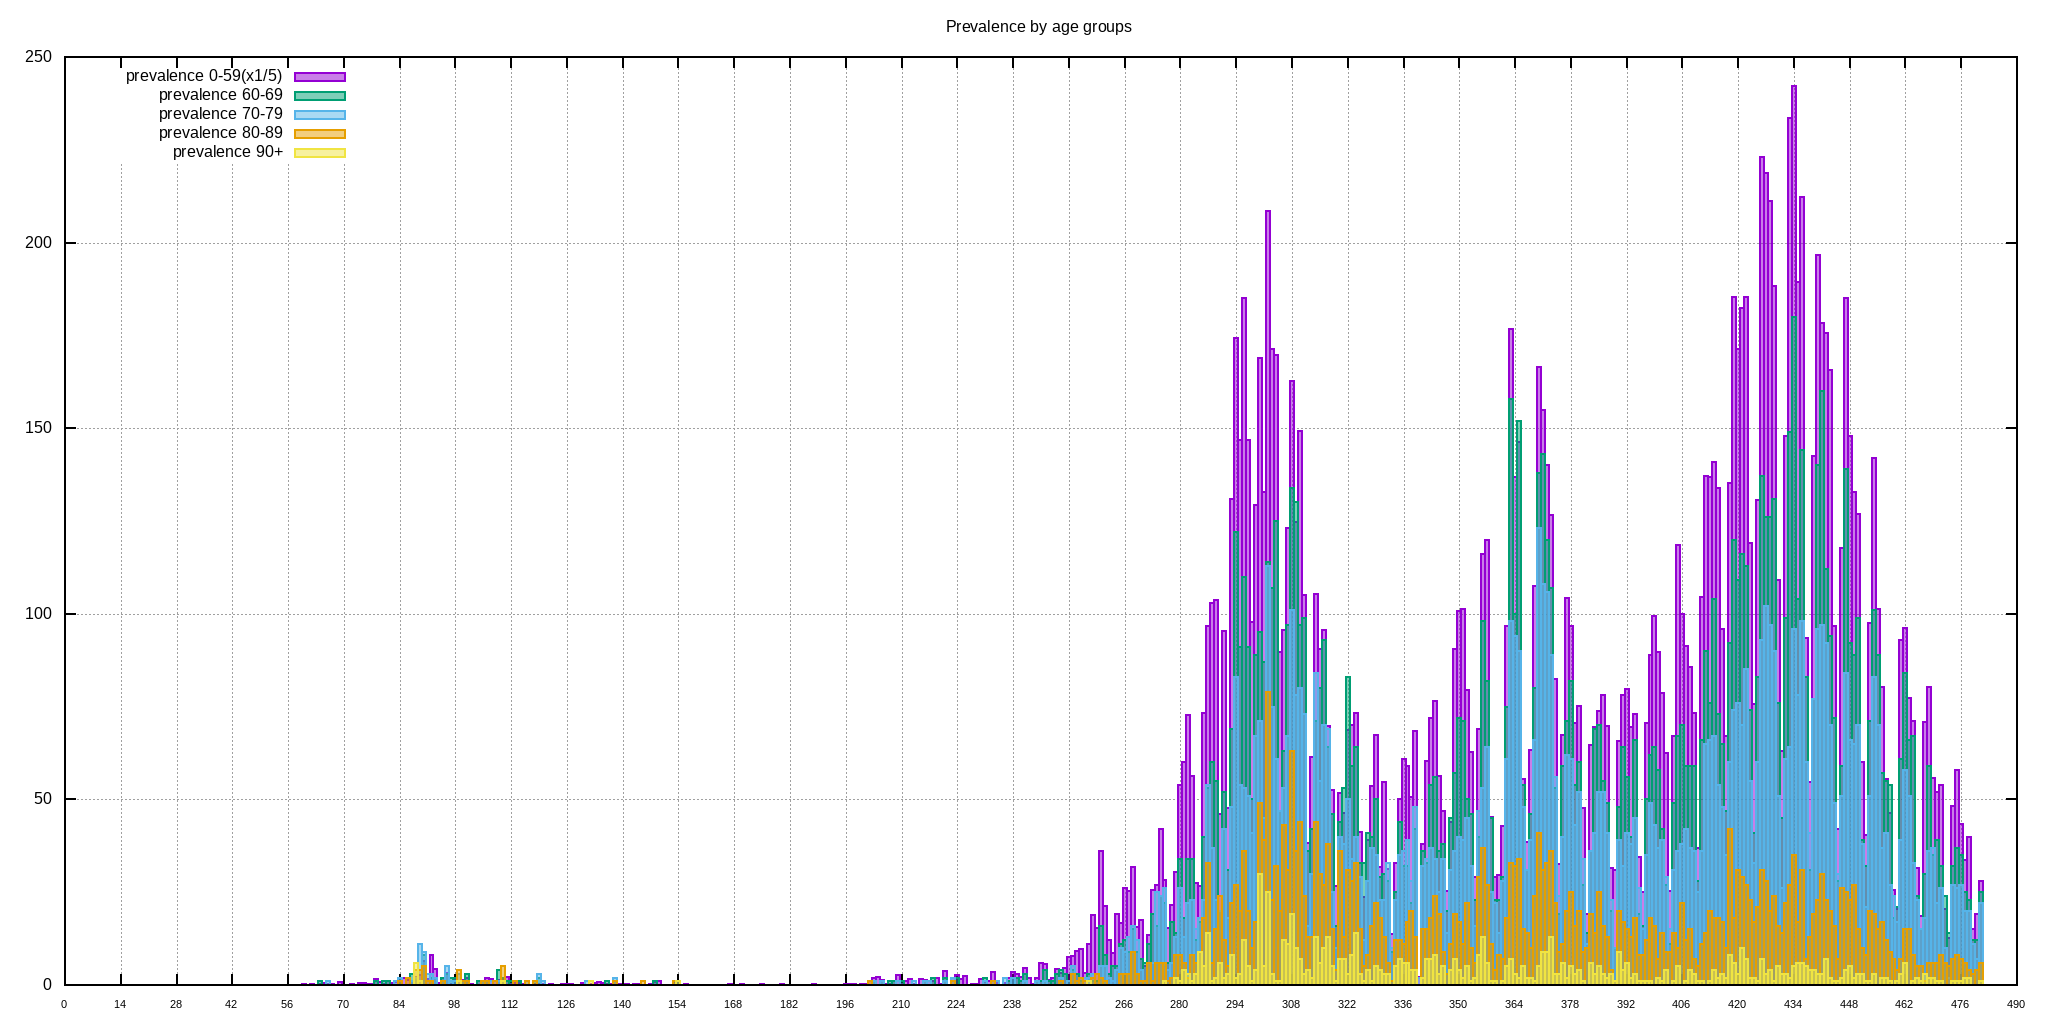 Prevalence by age groups
250
200
150
100
50
0
prevalence 0-59(x1/5)
prevalence 60-69
prevalence 70-79
prevalence 80-89
prevalence 90+
0 14 28 42 56 70 84 98 112 126 140 154 168 182 196 210 224 238 252 266 280 294 308 322 336 350 364 378 392 406 420 434 448 462 476 490